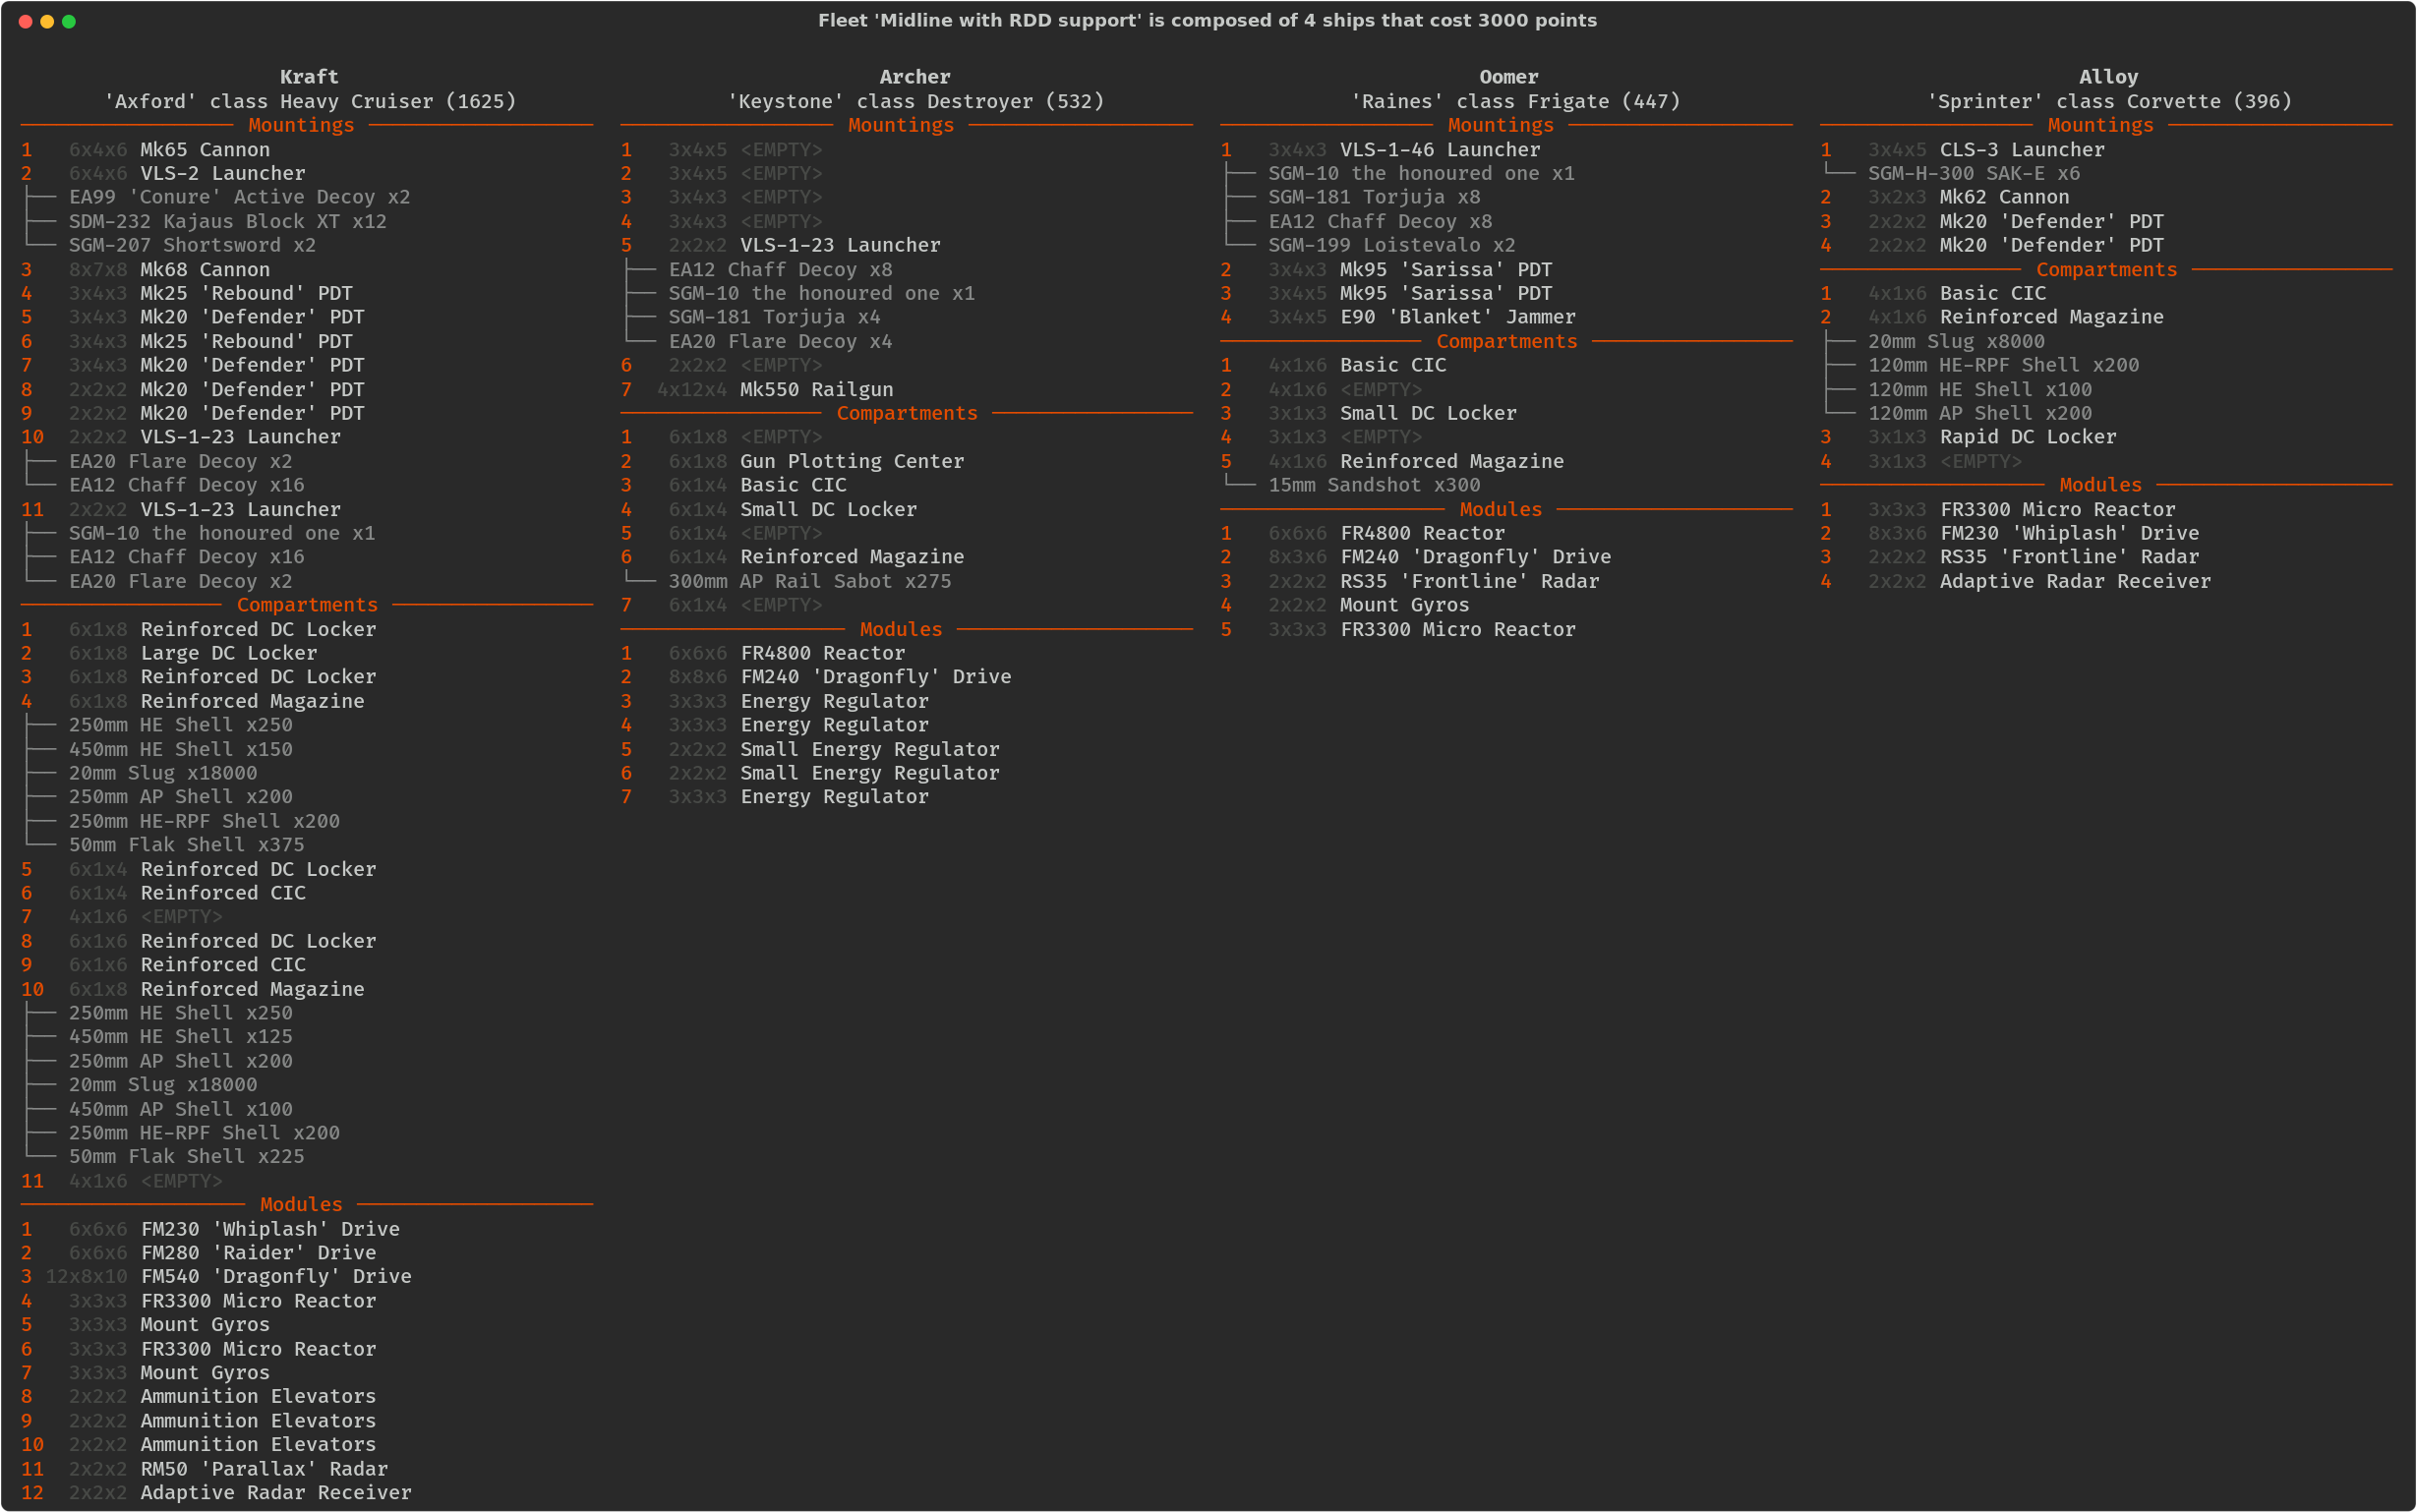 Fleet 'Midline with RDD support' is composed of 4 ships that cost 3000 points
Kraft
'Axford' class Heavy Cruiser (1625)
Mountings
1 6x4x6 Mk65 Cannon
2 6x4x6 VLS-2 Launcher
EA99 'Conure' Active Decoy x2
SDM-232 Kajaus Block XT x12
SGM-207 Shortsword x2
3 8x7x8 Mk68 Cannon
4 3x4x3 Mk25 'Rebound' PDT
5 3x4x3 Mk20 'Defender' PDT
6 3x4x3 Mk25 'Rebound' PDT
7 3x4x3 Mk20 'Defender' PDT
8 2x2x2 Mk20 'Defender' PDT
9 2x2x2 Mk20 'Defender' PDT
10 2x2x2 VLS-1-23 Launcher
EA20 Flare Decoy x2
EA12 Chaff Decoy x16
11 2x2x2 VLS-1-23 Launcher
SGM-10 the honoured one x1
EA12 Chaff Decoy x16
EA20 Flare Decoy x2
Compartments
1 6x1x8 Reinforced DC Locker
2 6x1x8 Large DC Locker
3 6x1x8 Reinforced DC Locker
4 6x1x8 Reinforced Magazine
250mm HE Shell x250
450mm HE Shell x150
20mm Slug x18000
250mm AP Shell x200
250mm HE-RPF Shell x200
50mm Flak Shell x375
5 6x1x4 Reinforced DC Locker
6 6x1x4 Reinforced CIC
7 4x1x6 <EMPTY>
8 6x1x6 Reinforced DC Locker
9 6x1x6 Reinforced CIC
10 6x1x8 Reinforced Magazine
250mm HE Shell x250
450mm HE Shell x125
250mm AP Shell x200
20mm Slug x18000
450mm AP Shell x100
250mm HE-RPF Shell x200
50mm Flak Shell x225
11 4x1x6 <EMPTY>
Modules
1 6x6x6 FM230 'Whiplash' Drive
2 6x6x6 FM280 'Raider' Drive
3 12x8x10 FM540 'Dragonfly' Drive
4 3x3x3 FR3300 Micro Reactor
5 3x3x3 Mount Gyros
6 3x3x3 FR3300 Micro Reactor
7 3x3x3 Mount Gyros
8 2x2x2 Ammunition Elevators
9 2x2x2 Ammunition Elevators
10 2x2x2 Ammunition Elevators
11 2x2x2 RM50 'Parallax' Radar
12 2x2x2 Adaptive Radar Receiver
Archer
'Keystone' class Destroyer (532)
Mountings
1 3x4x5 <EMPTY>
2 3x4x5 <EMPTY>
3 3x4x3 <EMPTY>
4 3x4x3 <EMPTY>
5 2x2x2 VLS-1-23 Launcher
EA12 Chaff Decoy x8
SGM-10 the honoured one x1
SGM-181 Torjuja x4
EA20 Flare Decoy x4
6 2x2x2 <EMPTY>
7 4x12x4 Mk550 Railgun
Compartments
1 6x1x8 <EMPTY>
2 6x1x8 Gun Plotting Center
3 6x1x4 Basic CIC
4 6x1x4 Small DC Locker
5 6x1x4 <EMPTY>
6 6x1x4 Reinforced Magazine
300mm AP Rail Sabot x275
7 6x1x4 <EMPTY>
Modules
1 6x6x6 FR4800 Reactor
2 8x8x6 FM240 'Dragonfly' Drive
3 3x3x3 Energy Regulator
4 3x3x3 Energy Regulator
5 2x2x2 Small Energy Regulator
6 2x2x2 Small Energy Regulator
7 3x3x3 Energy Regulator
Oomer
'Raines' class Frigate (447)
Mountings
1 3x4x3 VLS-1-46 Launcher
SGM-10 the honoured one x1
SGM-181 Torjuja x8
EA12 Chaff Decoy x8
SGM-199 Loistevalo x2
2 3x4x3 Mk95 'Sarissa' PDT
3 3x4x5 Mk95 'Sarissa' PDT
4 3x4x5 E90 'Blanket' Jammer
Compartments
1 4x1x6 Basic CIC
2 4x1x6 <EMPTY>
3 3x1x3 Small DC Locker
4 3x1x3 <EMPTY>
5 4x1x6 Reinforced Magazine
15mm Sandshot x300
Modules
1 6x6x6 FR4800 Reactor
2 8x3x6 FM240 'Dragonfly' Drive
3 2x2x2 RS35 'Frontline' Radar
4 2x2x2 Mount Gyros
5 3x3x3 FR3300 Micro Reactor
Alloy
'Sprinter' class Corvette (396)
Mountings
1 3x4x5 CLS-3 Launcher
SGM-H-300 SAK-E x6
2 3x2x3 Mk62 Cannon
3 2x2x2 Mk20 'Defender' PDT
4 2x2x2 Mk20 'Defender' PDT
Compartments
1 4x1x6 Basic CIC
2 4x1x6 Reinforced Magazine
20mm Slug x8000
120mm HE-RPF Shell x200
120mm HE Shell x100
120mm AP Shell x200
3 3x1x3 Rapid DC Locker
4 3x1x3 <EMPTY>
Modules
1 3x3x3 FR3300 Micro Reactor
2 8x3x6 FM230 'Whiplash' Drive
3 2x2x2 RS35 'Frontline' Radar
4 2x2x2 Adaptive Radar Receiver